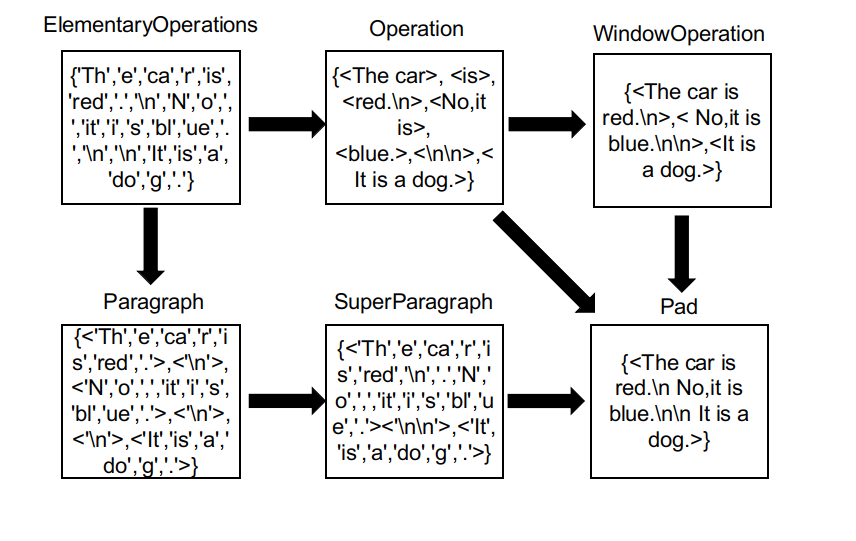 ElementaryOperations
{'Th','e','ca','r','is',
'red','.','\n','N','o',',
','it','i','s','bl','ue','.
','\n','\n','It','is','a',
'do','g','.'}
Operation
{<The car>, <is>,
<red.\n>,<No,it
is>,
<blue.>,<\n\n>,<
It is a dog.>}
WindowOperation
{<The car is
red.\n>,< No,it is
blue.\n\n>,<It is
a dog.>}
Paragraph
{<'Th','e','ca','r','i
s','red','.'>,<'\n'>,
<'N','o',',','it','i','s',
'bl','ue','.'>,<'\n'>,
<'\n'>,<'It','is','a','
do','g','.'>}
SuperParagraph
{<'Th','e','ca','r','i
s','red','\n','.','N','
o',',','it','i','s','bl','u
e','.'><'\n\n'>,<'It',
'is','a','do','g','.'>}
Pad
{<The car is
red.\n No,it is
blue.\n\n It is a
dog.>}